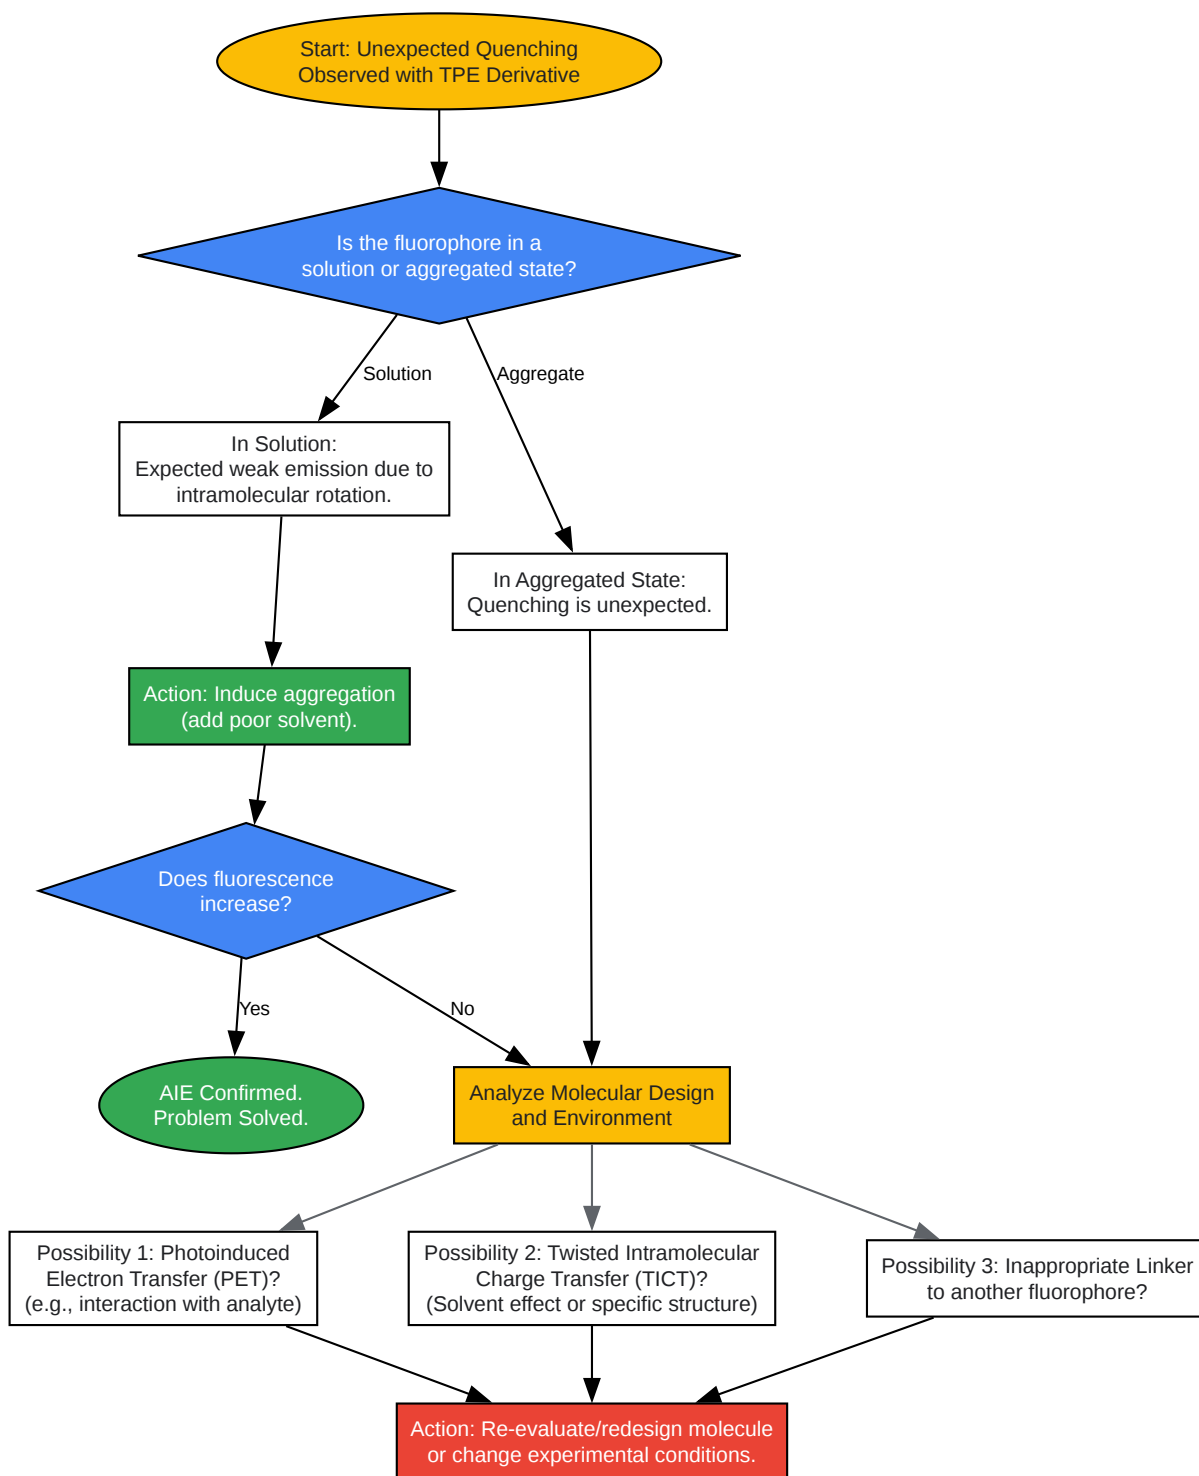 Start: Unexpected Quenching
Observed with TPE Derivative
Is the fluorophore in a
solution or aggregated state?
Solution
Aggregate
In Solution:
Expected weak emission due to
intramolecular rotation.
In Aggregated State:
Quenching is unexpected.
Action: Induce aggregation
(add poor solvent).
Does fluorescence
increase?
Yes
No
AIE Confirmed.
Problem Solved.
Analyze Molecular Design
and Environment
Possibility 1: Photoinduced
Electron Transfer (PET)?
(e.g., interaction with analyte)
Possibility 2: Twisted Intramolecular
Charge Transfer (TICT)?
(Solvent effect or specific structure)
Possibility 3: Inappropriate Linker
to another fluorophore?
Action: Re-evaluate/redesign molecule
or change experimental conditions.